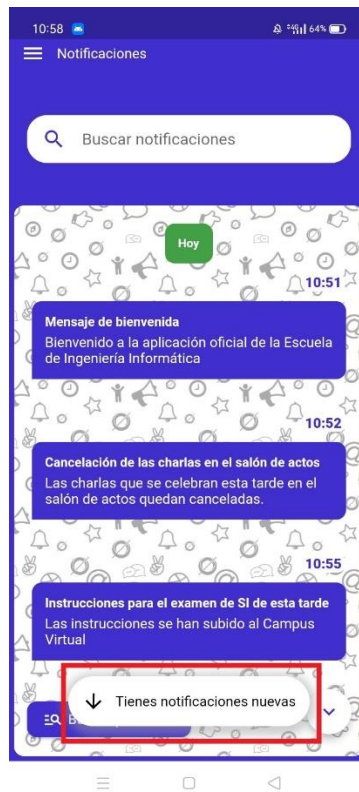 10:58
64%
Notificaciones
Buscar notificaciones
Hoy
10:51
Mensaje de bienvenida
Bienvenido a la aplicación oficial de la Escuela
de Ingeniería Informática
10:52
Cancelación de las charlas en el salón de actos
Las charlas que se celebran esta tarde en el
salón de actos quedan canceladas.
10:55
Instrucciones para el examen de SI de esta tarde
Las instrucciones se han subido al Campus
Virtual
Tienes notificaciones nuevas